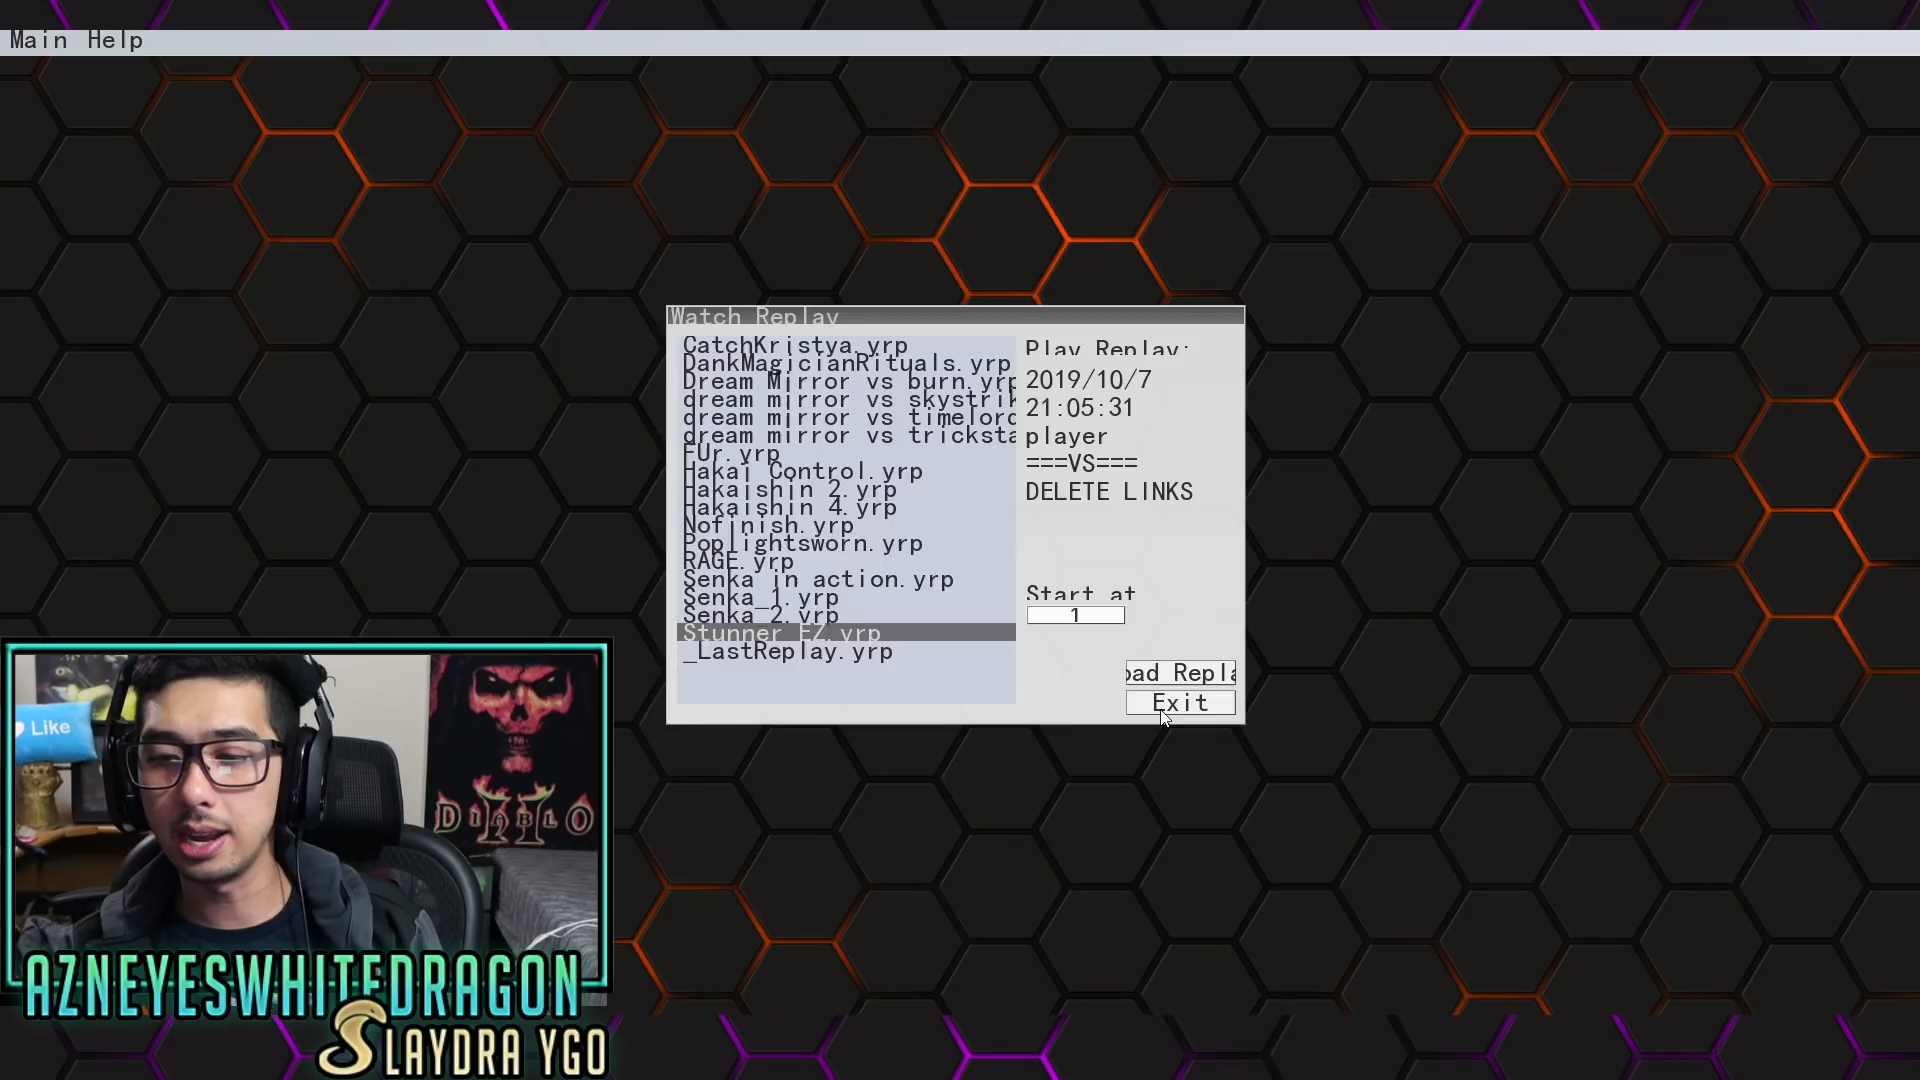 Main Help
Watch Replay
CatchKristya.yrp
DankMagicianRituals.yrp
Dream Mirror vs burn.yrp
dream mirror vs skystrik
dream mirror vs timelord
dream mirror vs tricksta
FUr.yrp
Hakai Control.yrp
Hakaishin 2.yrp
Hakaishin 4.yrp
Nofinish.yrp
Poplightsworn.yrp
RAGE.yrp
Senka in action.yrp
Senka_1.yrp
Senka_2.yrp
Stunner EZ.yrp
_LastReplay.yrp
Play Replay:
2019/10/7
21:05:31
player
===VS===
DELETE LINKS
Start at
1
oad Repla
Exit
Like
DIABLO
II
AZNEYESWHITEDRAGON
SLAYDRA YGO